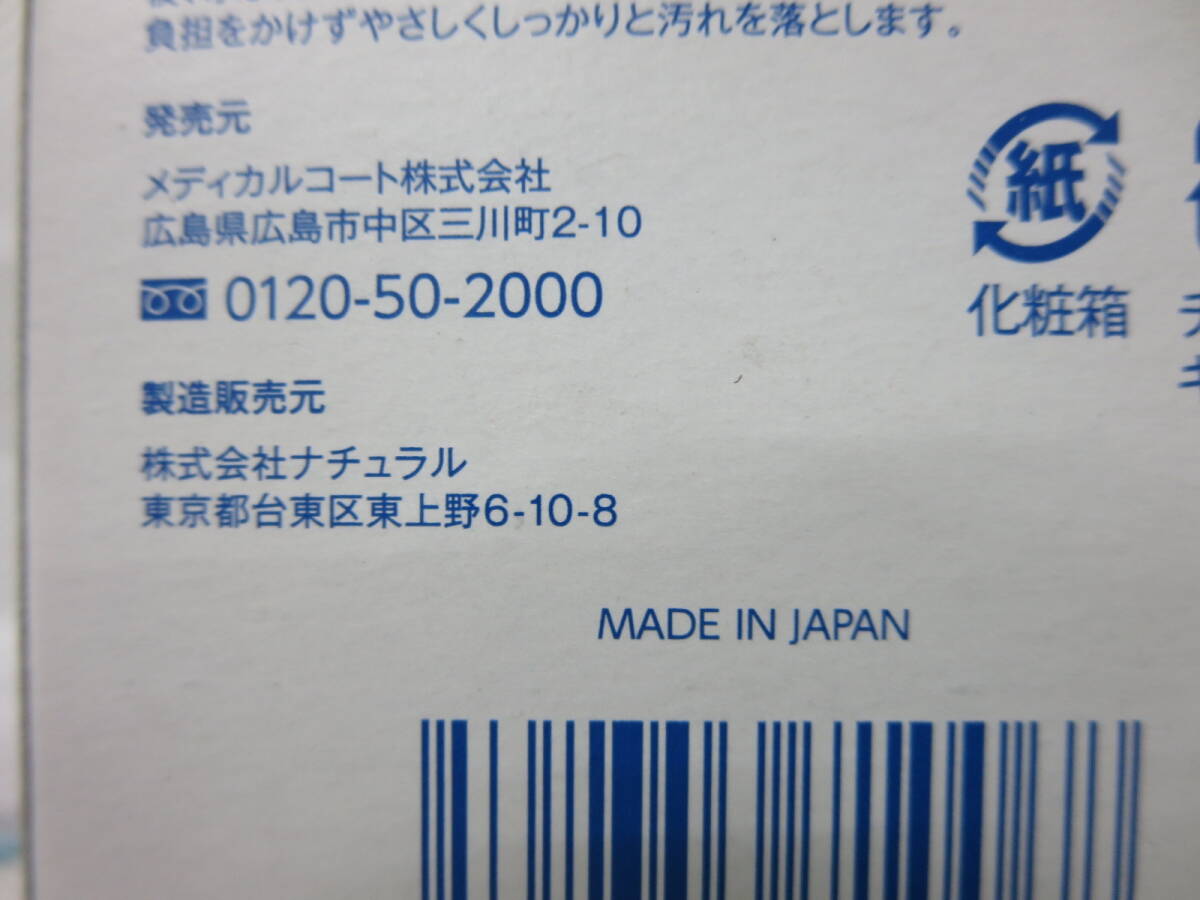 負担をかけずやさしくしっかりと汚れを落とします。
発売元
メディカルコート株式会社
広島県広島市中区三川町2-10
0120-50-2000
紙
化粧箱
製造販売元
株式会社ナチュラル
東京都台東区東上野6-10-8
MADE IN JAPAN